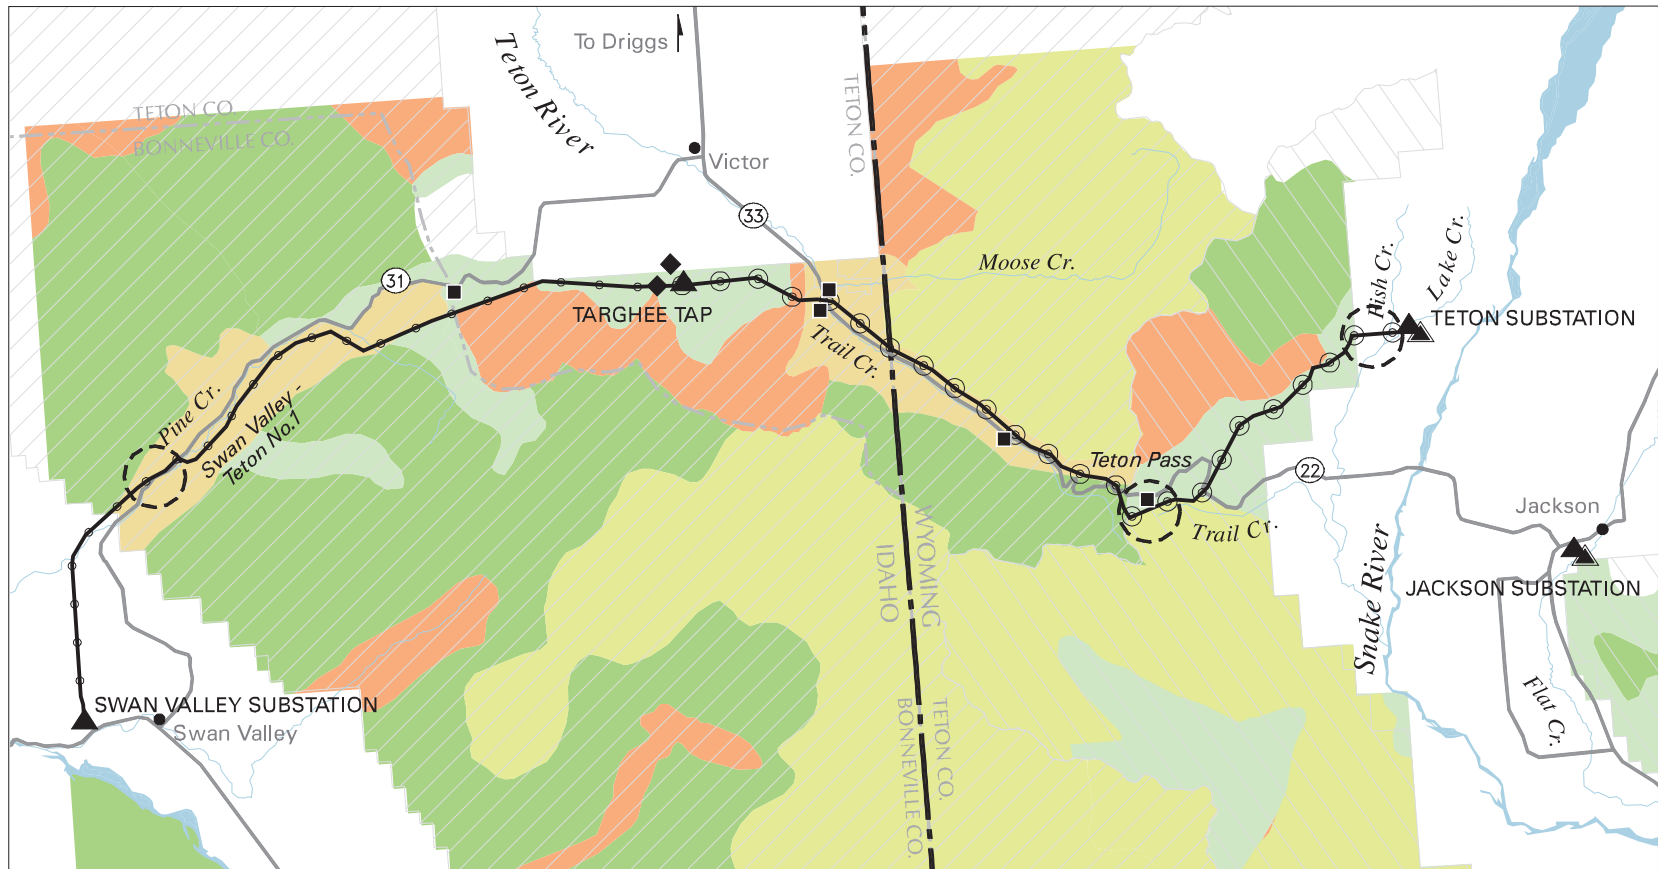 To Driggs
Teton River
TETON CO.
BONNEVILLE CO.
TETON CO.
Victor
33
31
Moose Cr.
Fish Cr.
Lake Cr.
TARGHEE TAP
TETON SUBSTATION
Trail Cr.
Pine Cr.
Swan Valley -
Teton No.1
Teton Pass
22
Jackson
Trail Cr.
WYOMING
IDAHO
Snake River
JACKSON SUBSTATION
SWAN VALLEY SUBSTATION
Swan Valley
Flat Cr.
TETON CO.
BONNEVILLE CO.